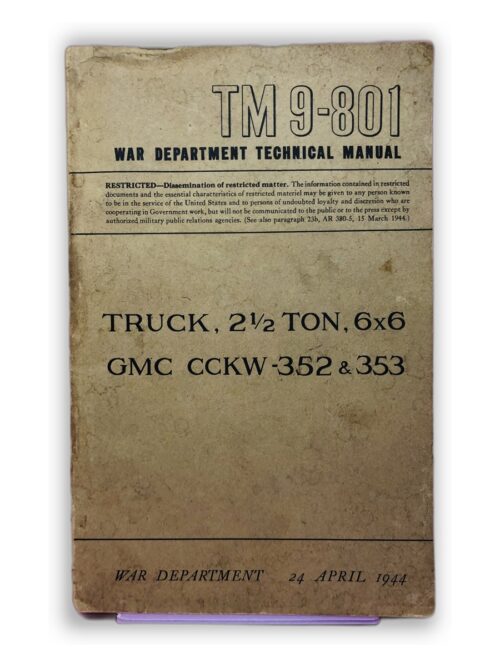 TM 9-801
WAR DEPARTMENT TECHNICAL MANUAL
RESTRICTED—Dissemination of restricted matter. The information contained in restricted
documents and the essential characteristics of restricted materiel may be given to any person known
to be in the service of the United States and to persons of undoubted loyalty and discretion who are
cooperating in Government work, but will not be communicated to the public or to the press except by
authorized military public relations agencies. (See also paragraph 23b, AR 380-5, 15 March 1944.)
TRUCK, 2½ TON, 6x6
GMC CCKW-352 & 353
WAR DEPARTMENT 24 APRIL 1944